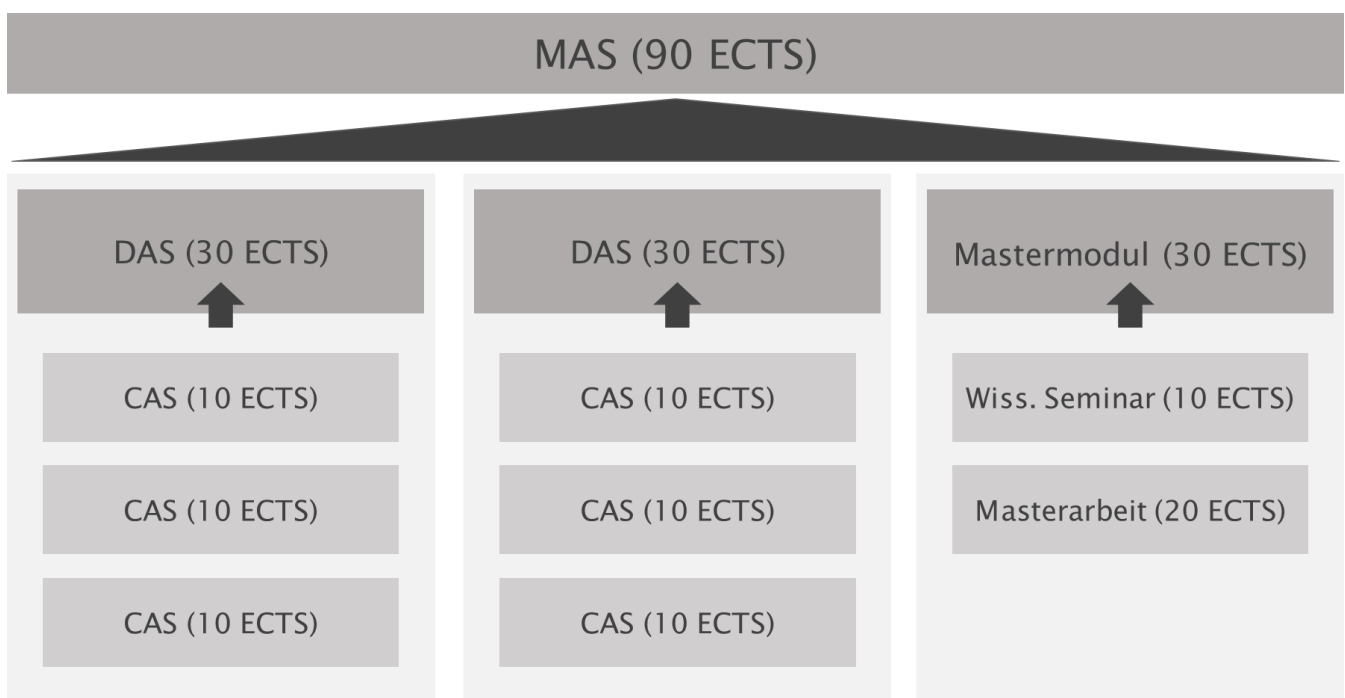 MAS (90 ECTS)
DAS (30 ECTS)
CAS (10 ECTS)
CAS (10 ECTS)
CAS (10 ECTS)
DAS (30 ECTS)
CAS (10 ECTS)
CAS (10 ECTS)
CAS (10 ECTS)
Mastermodul (30 ECTS)
Wiss. Seminar (10 ECTS)
Masterarbeit (20 ECTS)